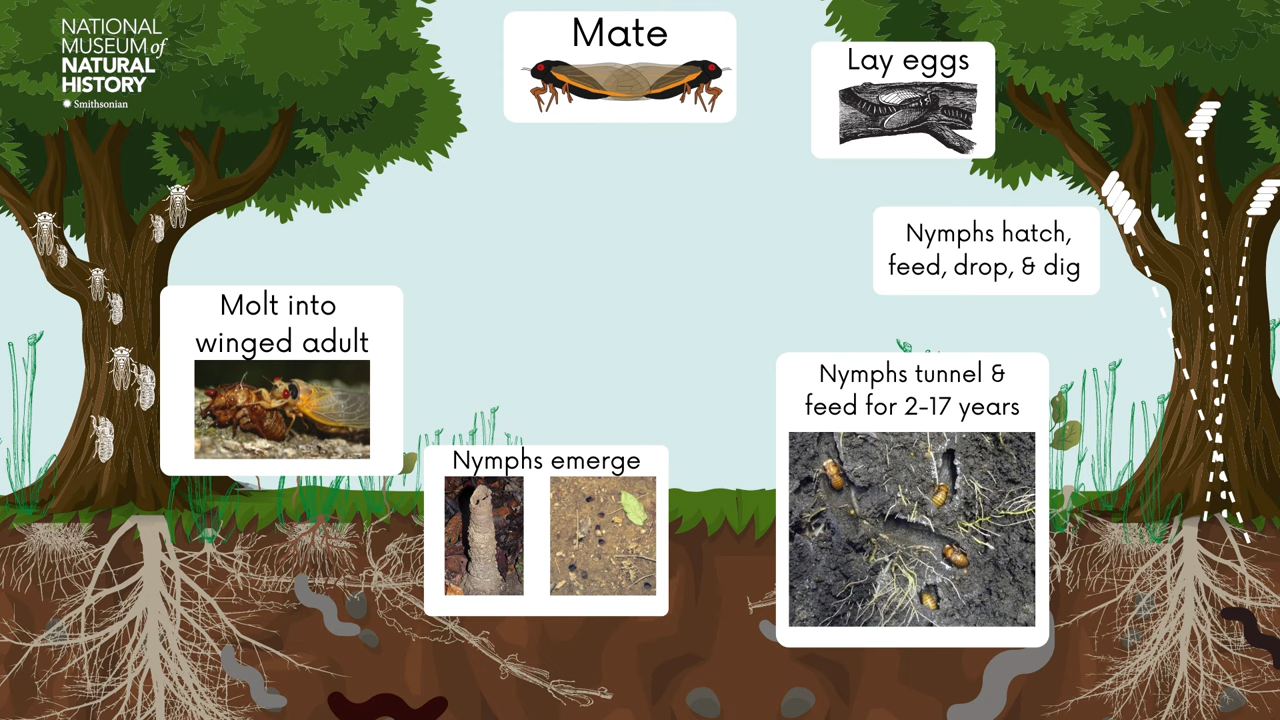 NATIONAL
MUSEUM of
NATURAL
HISTORY
Smithsonian
Mate
Lay eggs
Nymphs hatch,
feed, drop, & dig
Nymphs tunnel &
feed for 2-17 years
Nymphs emerge
Molt into
winged adult